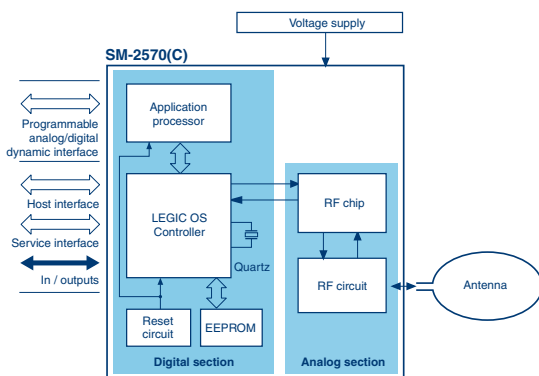 Voltage supply
SM-2570(C)
Application
processor
Programmable
analog/digital
dynamic interface
Host interface
Service interface
In / outputs
LEGIC OS
Controller
Quartz
RF chip
RF circuit
Antenna
Reset
circuit
EEPROM
Digital section
Analog section